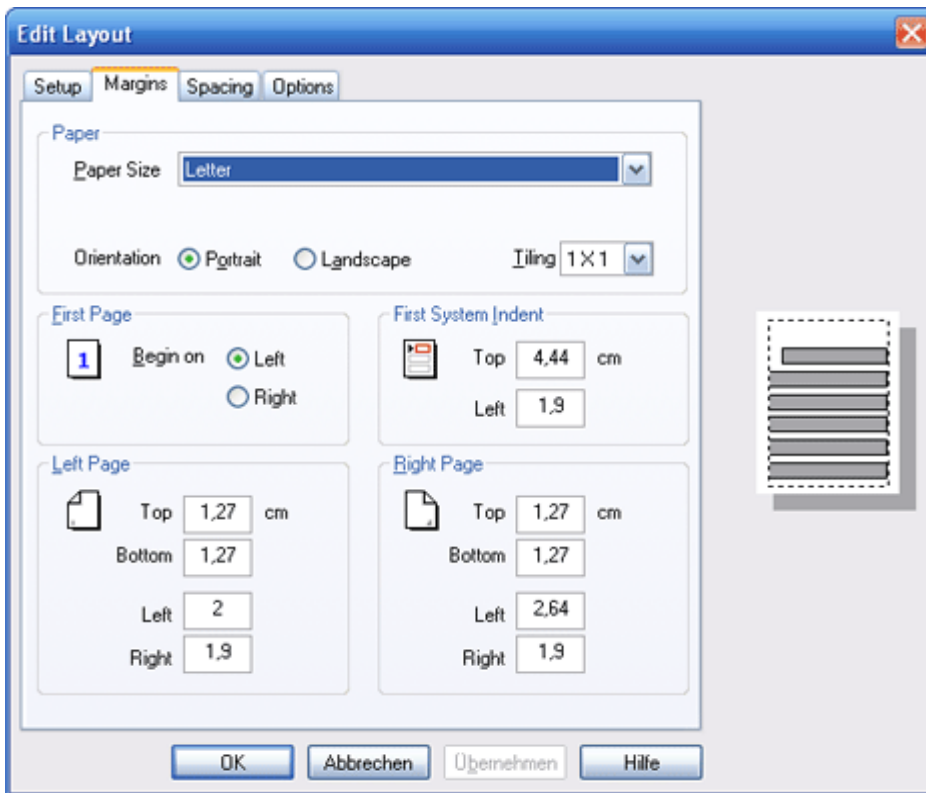 Edit Layout
Setup Margins Spacing Options
Paper
Paper Size Letter
Orientation Portrait Landscape Tiling 1 X 1
First Page
1 Begin on Left
Right
First System Indent
Top 4,44 cm
Left 1,9
Left Page
Top 1,27 cm
Bottom 1,27
Left 2
Right 1,9
Right Page
Top 1,27 cm
Bottom 1,27
Left 2,64
Right 1,9
OK Abbrechen Übernehmen Hilfe